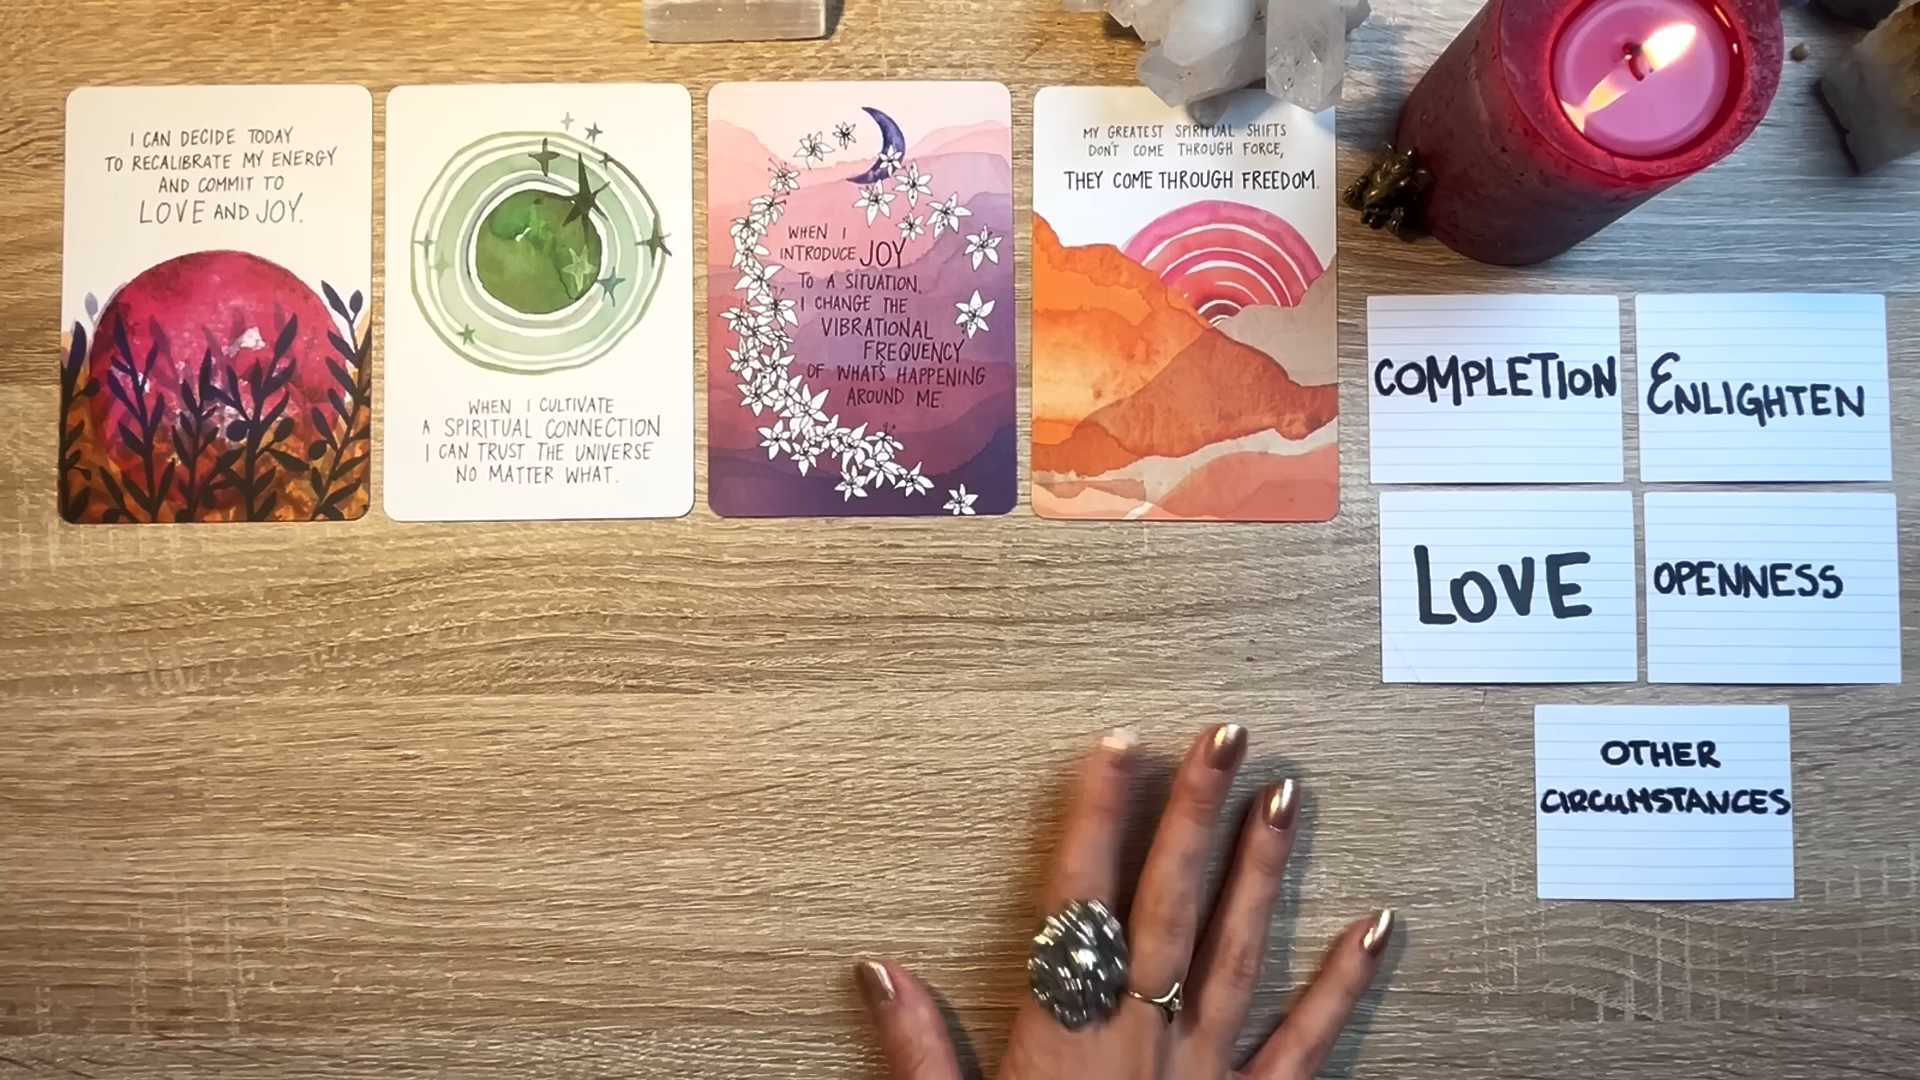 I CAN DECIDE TODAY
TO RECALIBRATE MY ENERGY
AND COMMIT TO
LOVE AND JOY.
WHEN I CULTIVATE
A SPIRITUAL CONNECTION
I CAN TRUST THE UNIVERSE
NO MATTER WHAT.
WHEN I
INTRODUCE JOY
TO A SITUATION,
I CHANGE THE
VIBRATIONAL
FREQUENCY
OF WHAT'S HAPPENING
AROUND ME.
MY GREATEST SPIRITUAL SHIFTS
DON'T COME THROUGH FORCE,
THEY COME THROUGH FREEDOM.
COMPLETION
ENLIGHTEN
LOVE
OPENNESS
OTHER
CIRCUMSTANCES